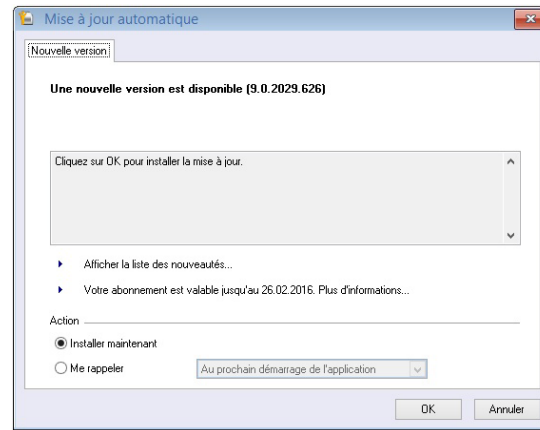 Mise à jour automatique
Nouvelle version
Une nouvelle version est disponible (9.0.2029.626)
Cliquez sur OK pour installer la mise à jour.
Afficher la liste des nouveautés...
Votre abonnement est valable jusqu'au 26.02.2016. Plus d'informations...
Action
Installer maintenant
Me rappeler
Au prochain démarrage de l'application
OK
Annuler